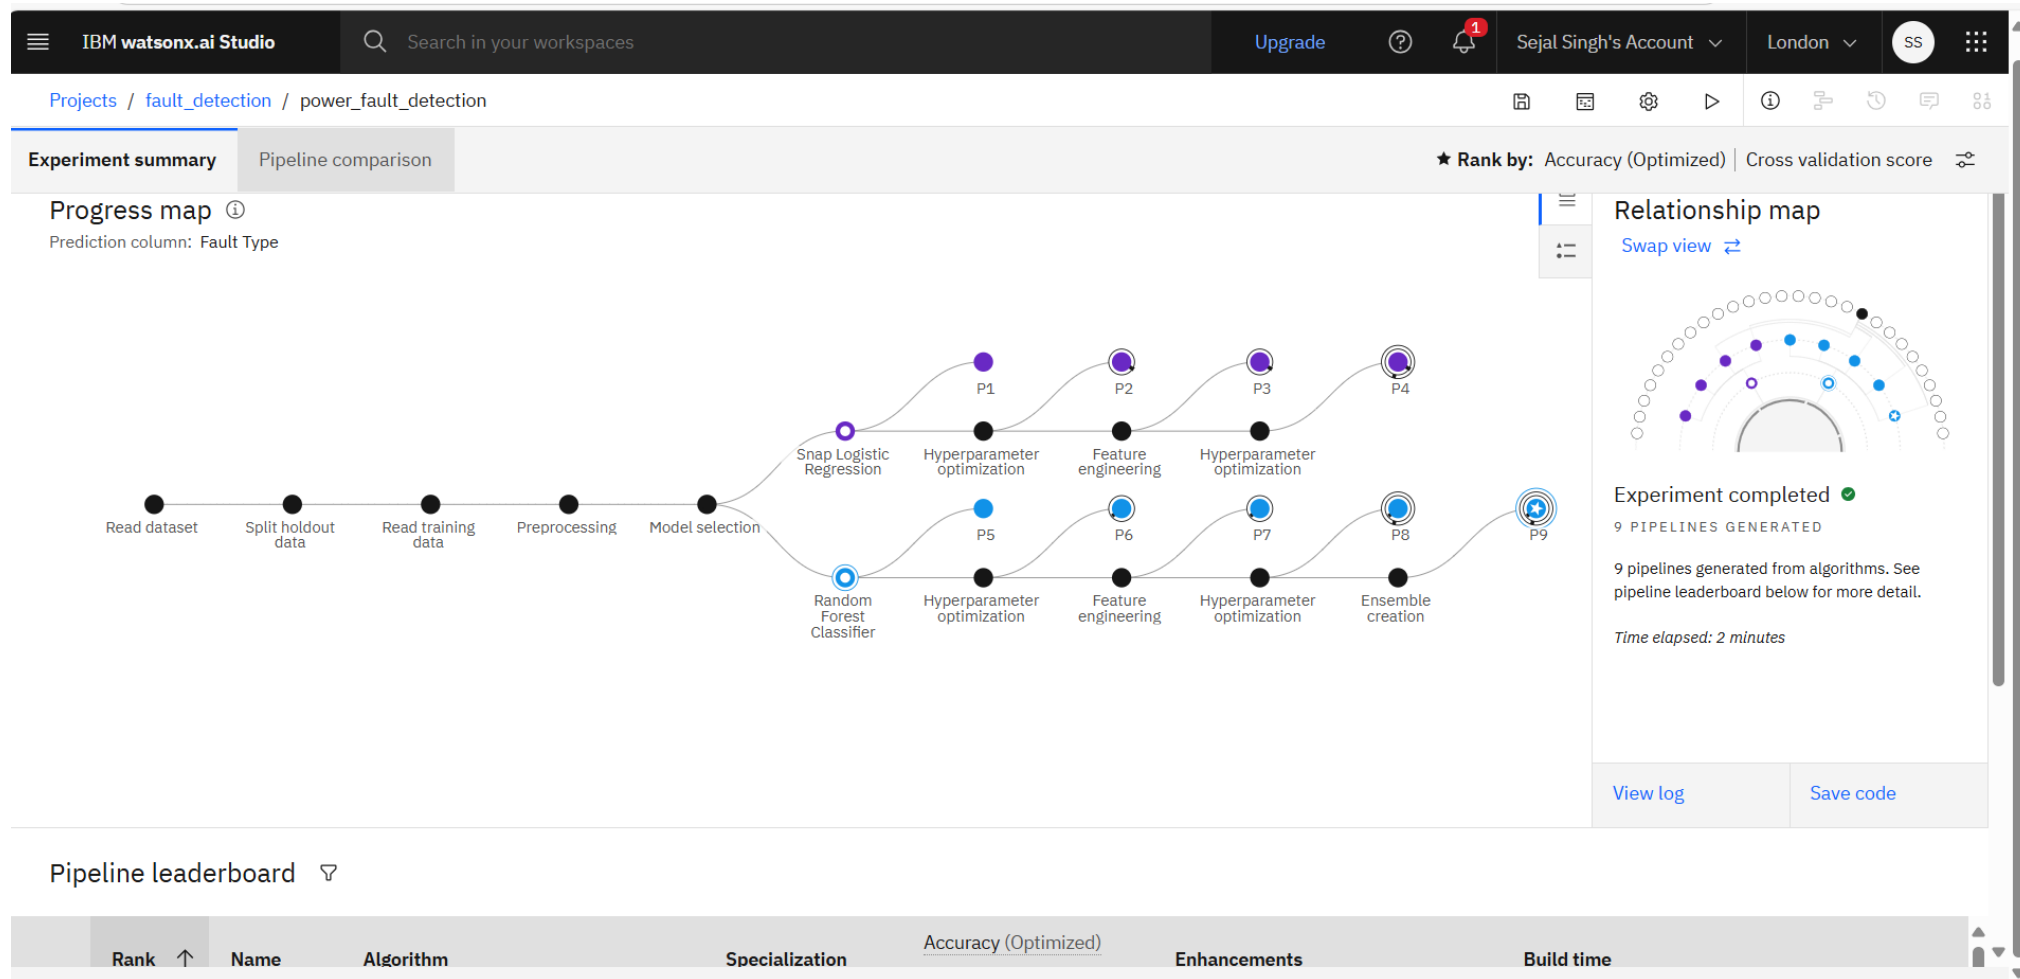 IBM watsonx.ai Studio
Search in your workspaces
Upgrade
1
Sejal Singh's Account
London
SS
Projects / fault_detection / power_fault_detection
Experiment summary
Pipeline comparison
Rank by: Accuracy (Optimized) | Cross validation score
Progress map
Prediction column: Fault Type
P1
P2
P3
P4
Snap Logistic
Regression
Hyperparameter
optimization
Feature
engineering
Hyperparameter
optimization
Read dataset
Split holdout
data
Read training
data
Preprocessing
Model selection
P5
P6
P7
P8
P9
Random
Forest
Classifier
Hyperparameter
optimization
Feature
engineering
Hyperparameter
optimization
Ensemble
creation
Relationship map
Swap view
Experiment completed
9 PIPELINES GENERATED
9 pipelines generated from algorithms. See
pipeline leaderboard below for more detail.
Time elapsed: 2 minutes
View log
Save code
Pipeline leaderboard
Rank
Name
Algorithm
Specialization
Accuracy (Optimized)
Enhancements
Build time